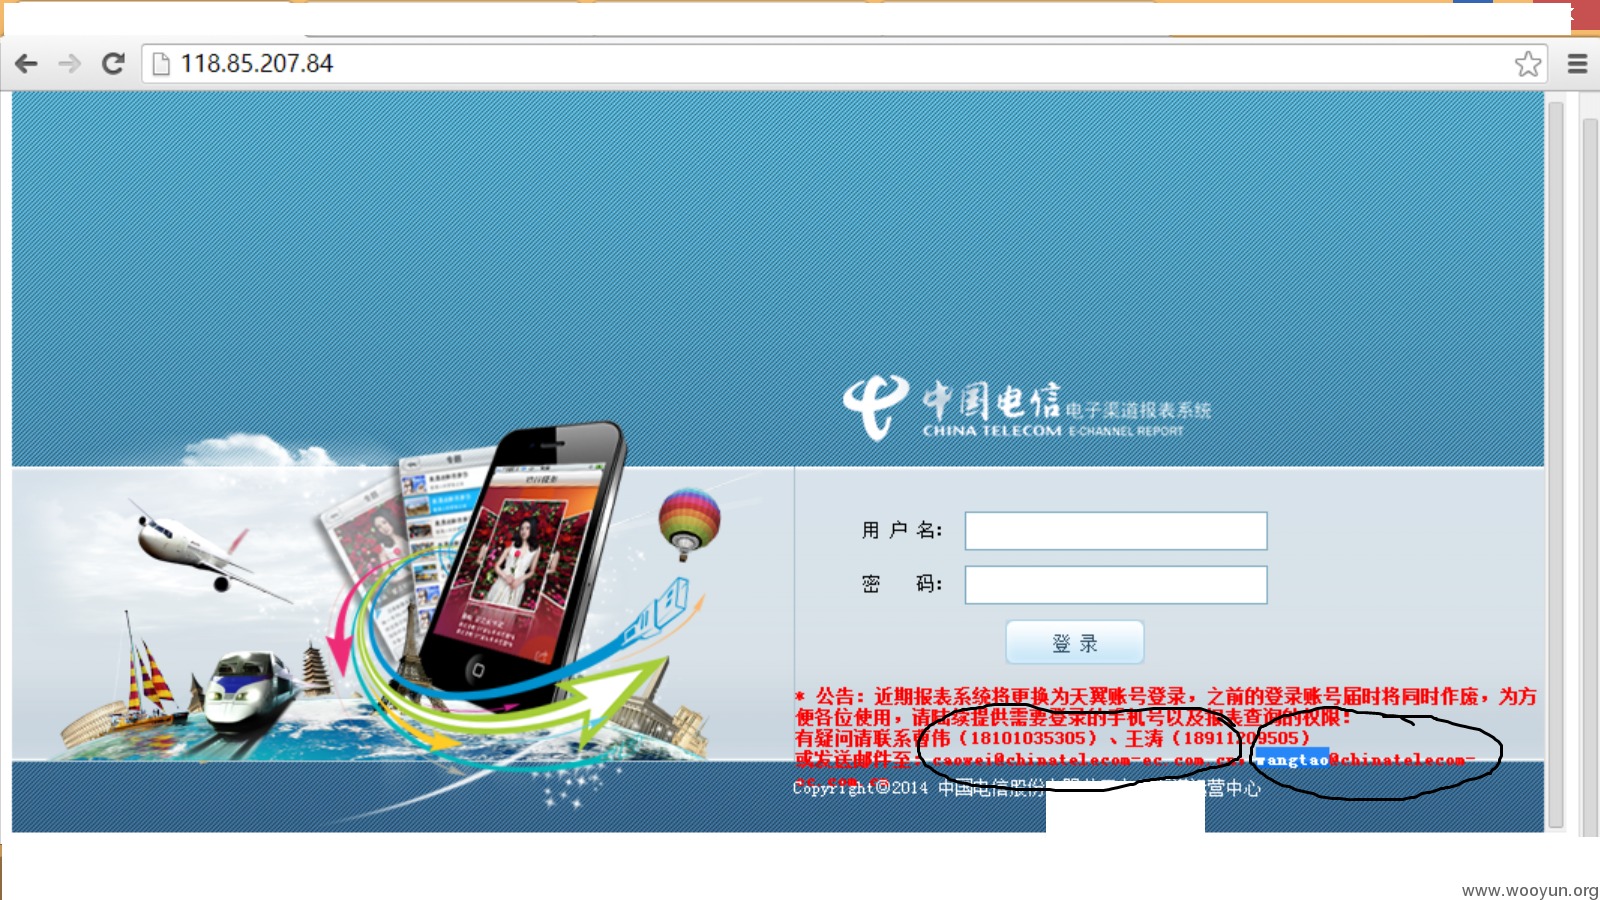 118.85.207.84
中国电信 电子渠道报表系统
CHINA TELECOM E-CHANNEL REPORT
用 户 名：
密 码：
登 录
* 公告：近期报表系统将更换为天翼账号登录，之前的登录账号届时将同时作废，为方
便各位使用，请陆续提供需要登录的手机号以及报表查询的权限！
有疑问请联系曹伟（18101035305）、王涛（18911209505）
或发送邮件至：caowei@chinatelecom-ec.com.cn，wangtao@chinatelecom-
ec.com.cn
Copyright©2014 中国电信股份 营中心
www.wooyun.org